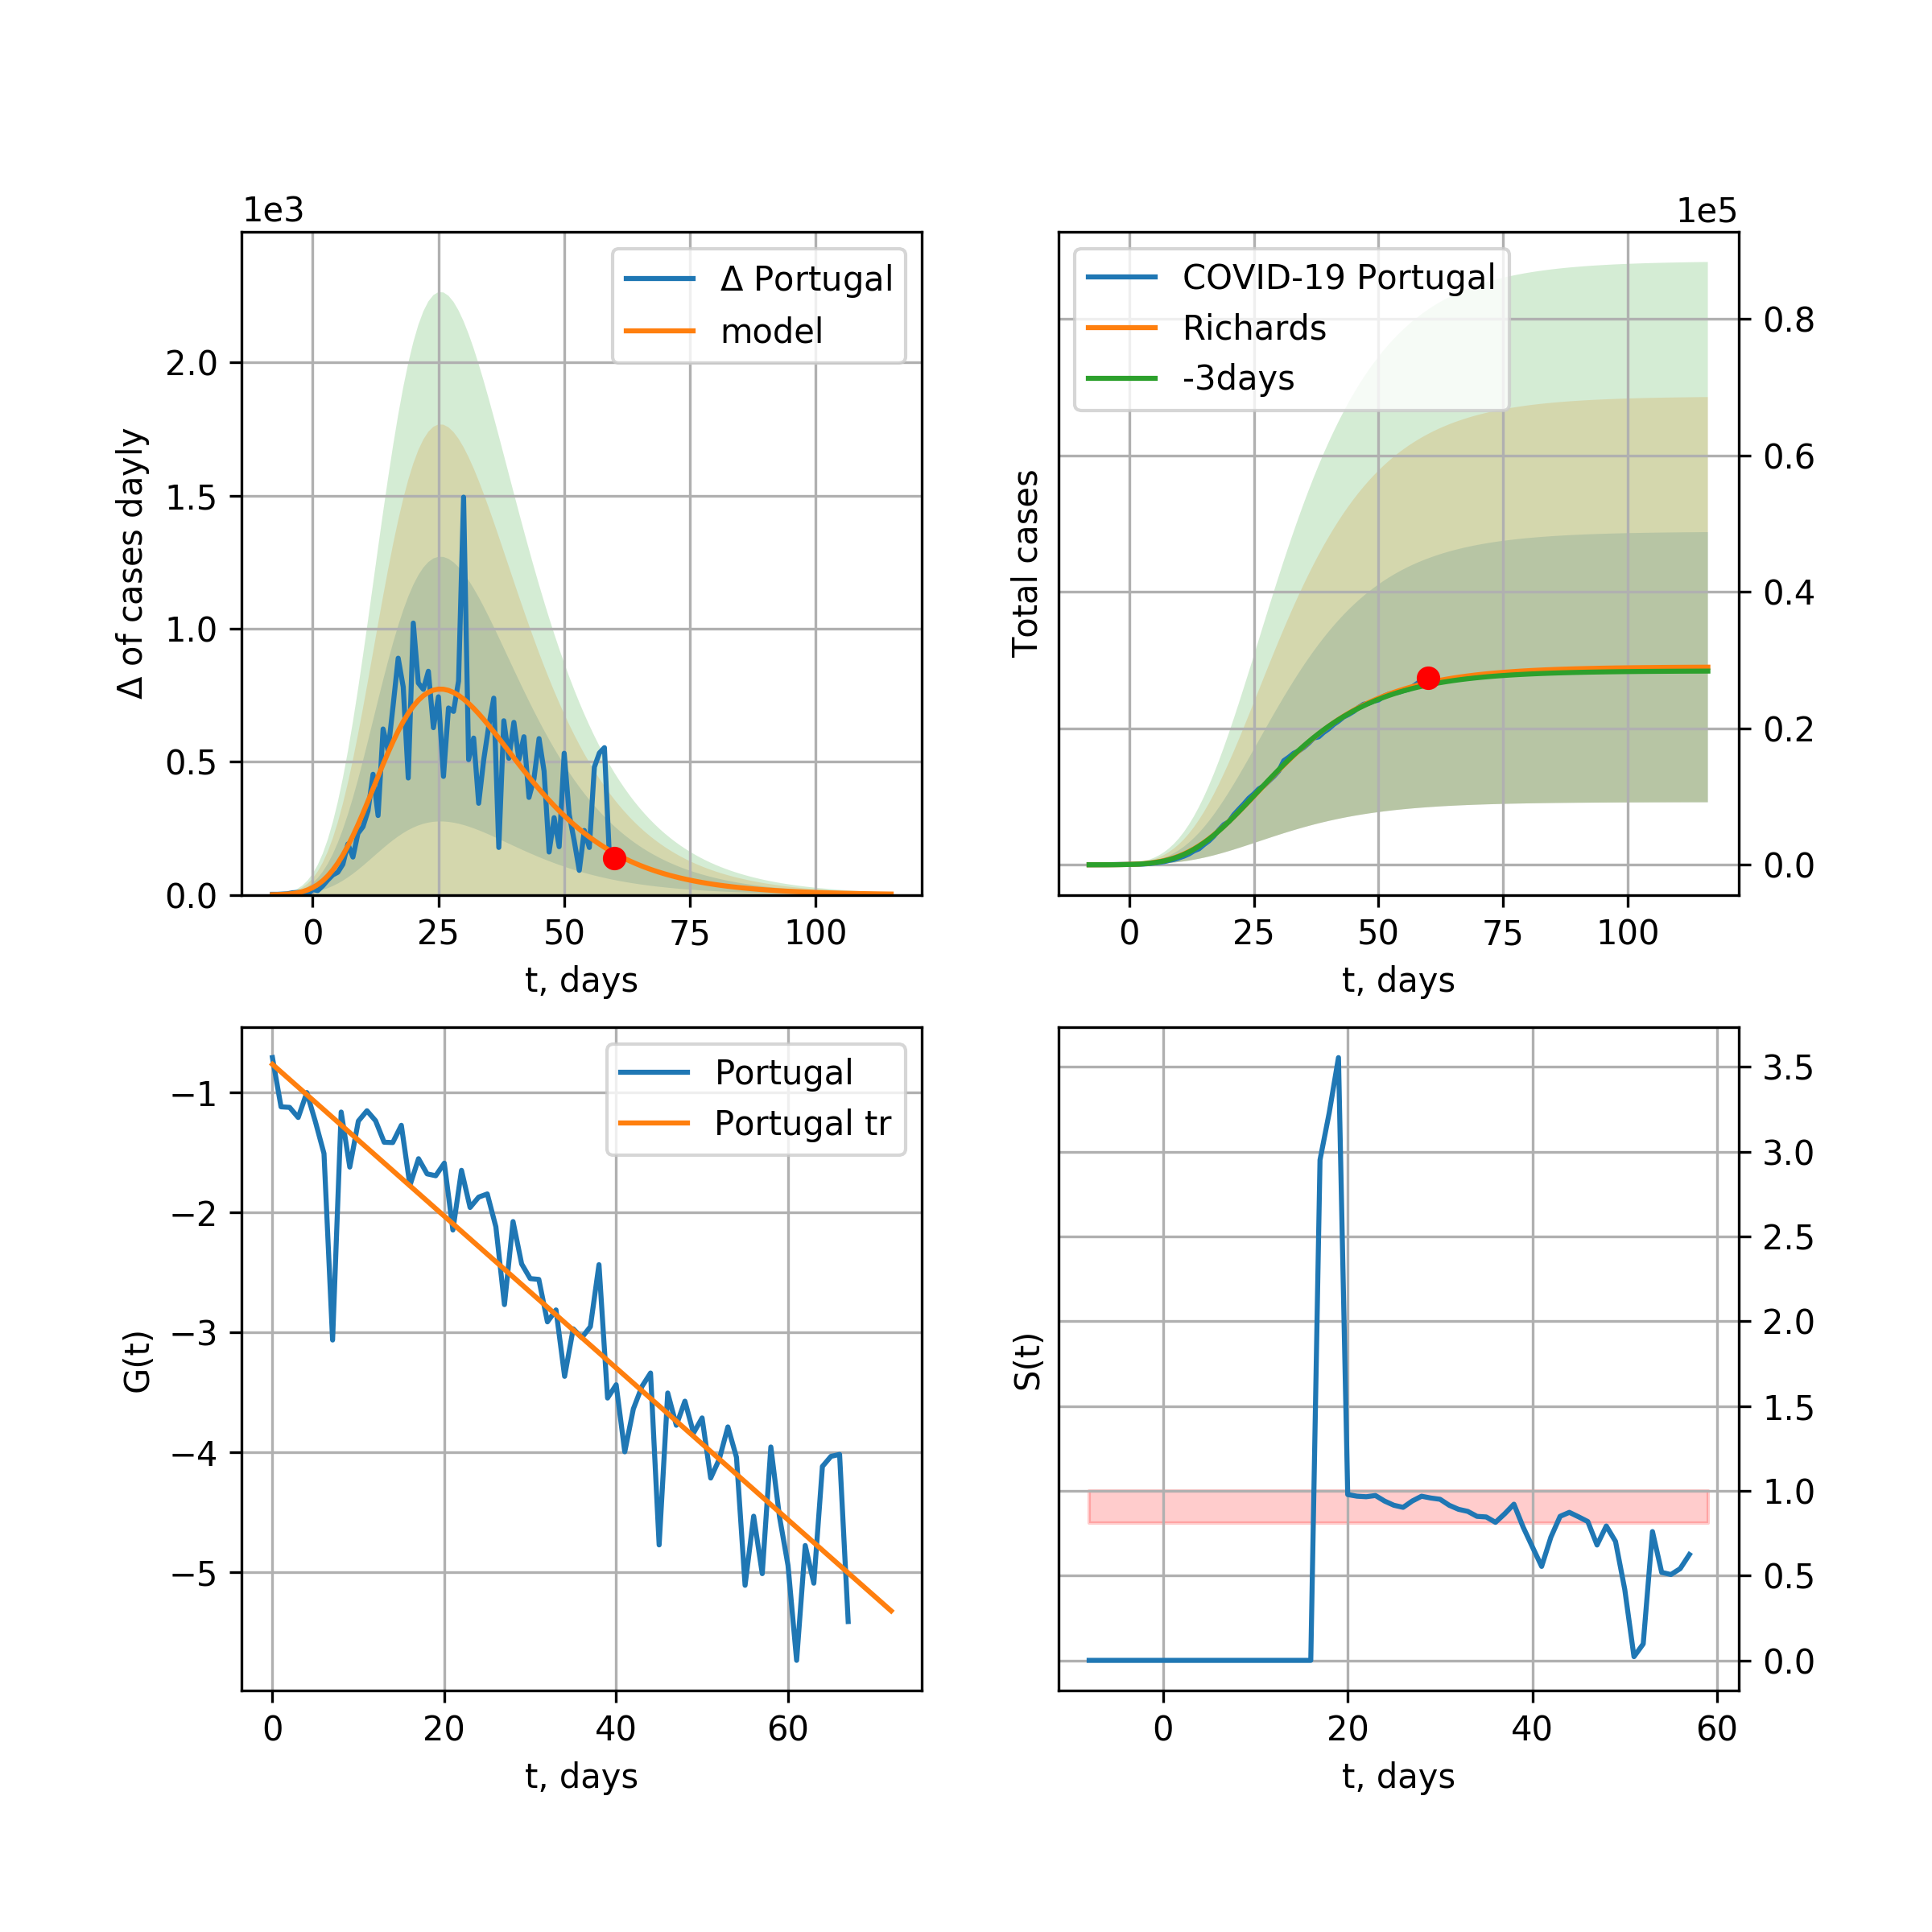 1e3
Δ Portugal
model
2.0
1.5
1.0
0.5
0.0
Δ of cases dayly
0 25 50 75 100
t, days
1e5
COVID-19 Portugal
Richards
-3days
0.8
0.6
0.4
0.2
0.0
Total cases
0 25 50 75 100
t, days
Portugal
Portugal tr
−1
−2
−3
−4
−5
G(t)
0 20 40 60
t, days
3.5
3.0
2.5
2.0
1.5
1.0
0.5
0.0
S(t)
0 20 40 60
t, days